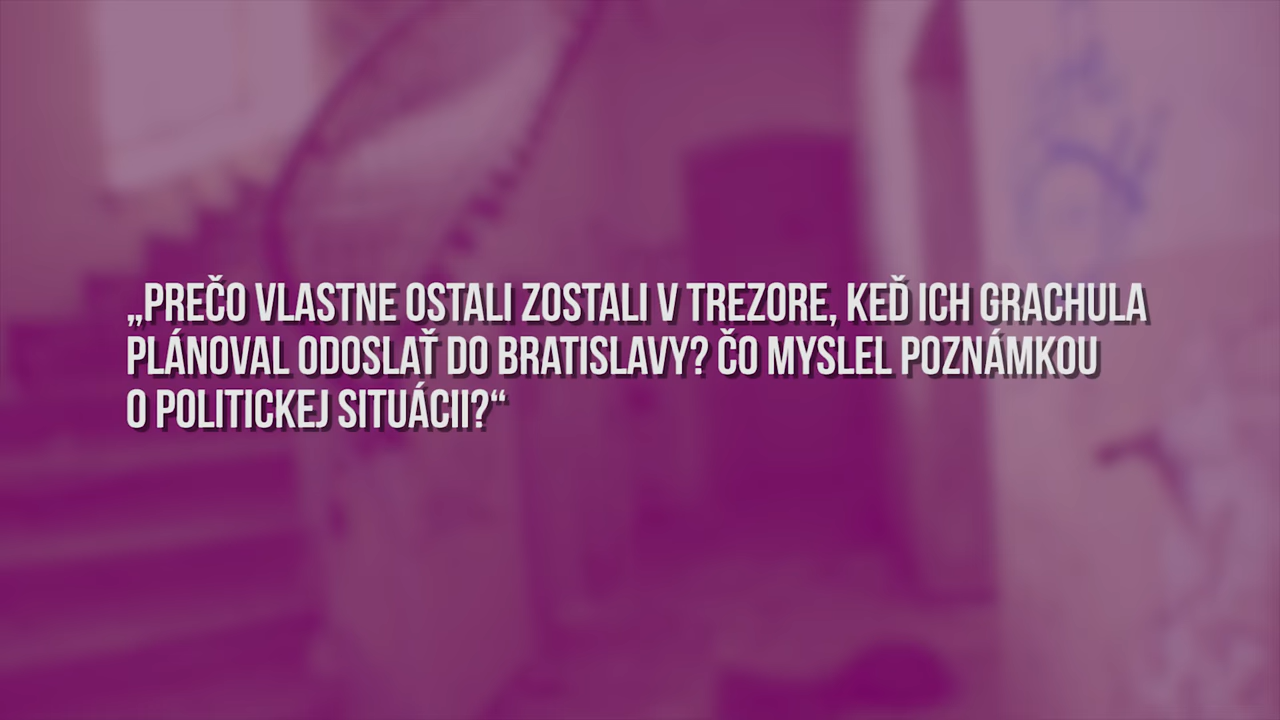 „PREČO VLASTNE OSTALI ZOSTALI V TREZORE, KEĎ ICH GRACHULA
PLÁNOVAL ODOSLAŤ DO BRATISLAVY? ČO MYSLEL POZNÁMKOU
O POLITICKEJ SITUÁCII?“